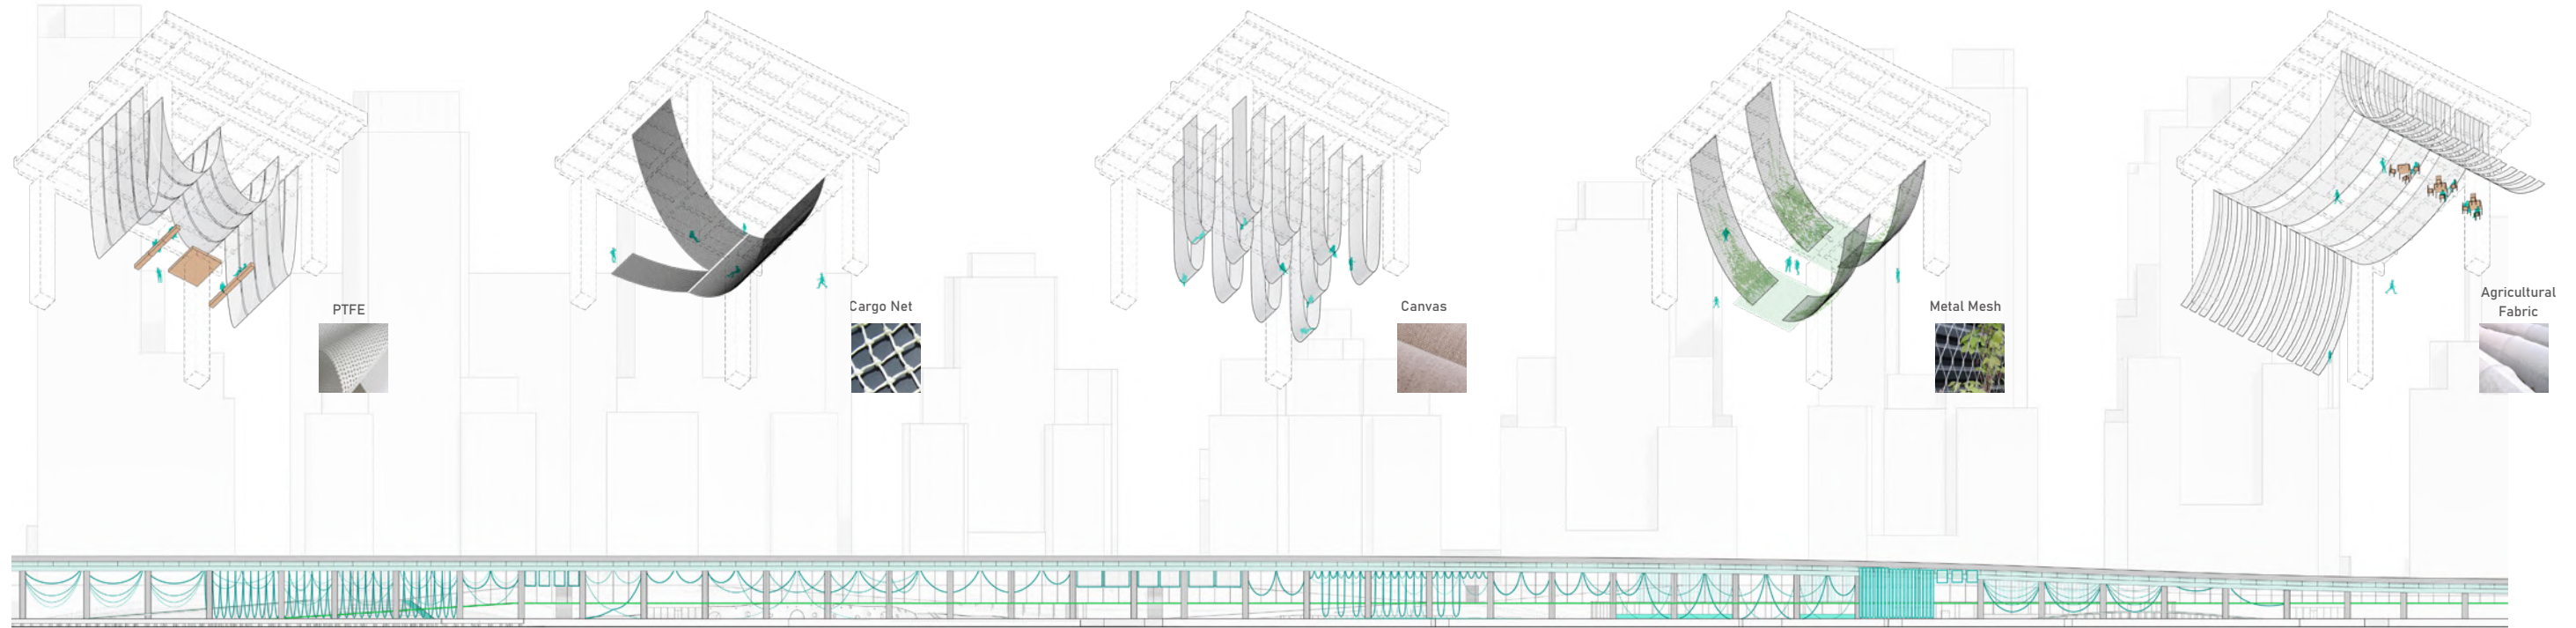 PTFE
Cargo Net
Canvas
Metal Mesh
Agricultural
Fabric